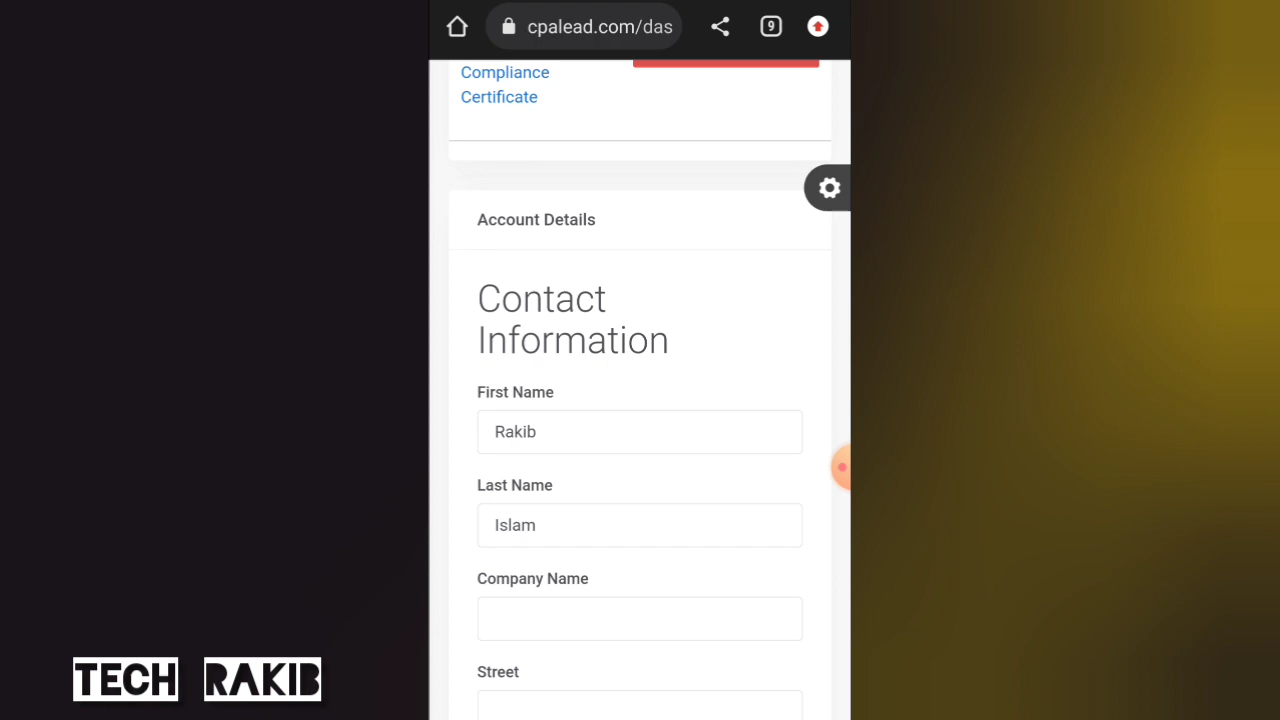 cpalead.com/das
9
Compliance
Certificate
Account Details
Contact
Information
First Name
Rakib
Last Name
Islam
Company Name
Street
TECH RAKIB